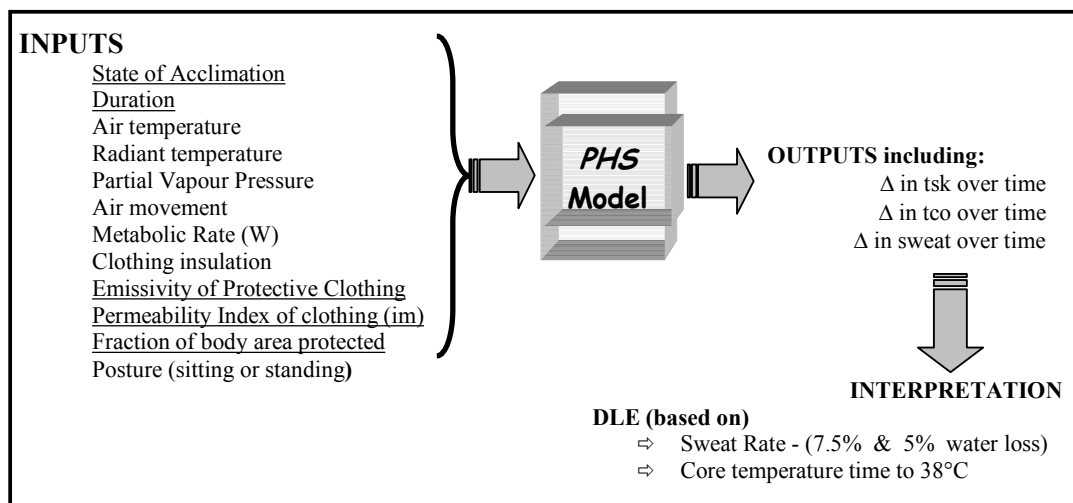 INPUTS
State of Acclimation
Duration
Air temperature
Radiant temperature
Partial Vapour Pressure
Air movement
Metabolic Rate (W)
Clothing insulation
Emissivity of Protective Clothing
Permeability Index of clothing (im)
Fraction of body area protected
Posture (sitting or standing)
PHS
Model
OUTPUTS including:
Δ in tsk over time
Δ in tco over time
Δ in sweat over time
INTERPRETATION
DLE (based on)
⇨ Sweat Rate - (7.5% & 5% water loss)
⇨ Core temperature time to 38°C